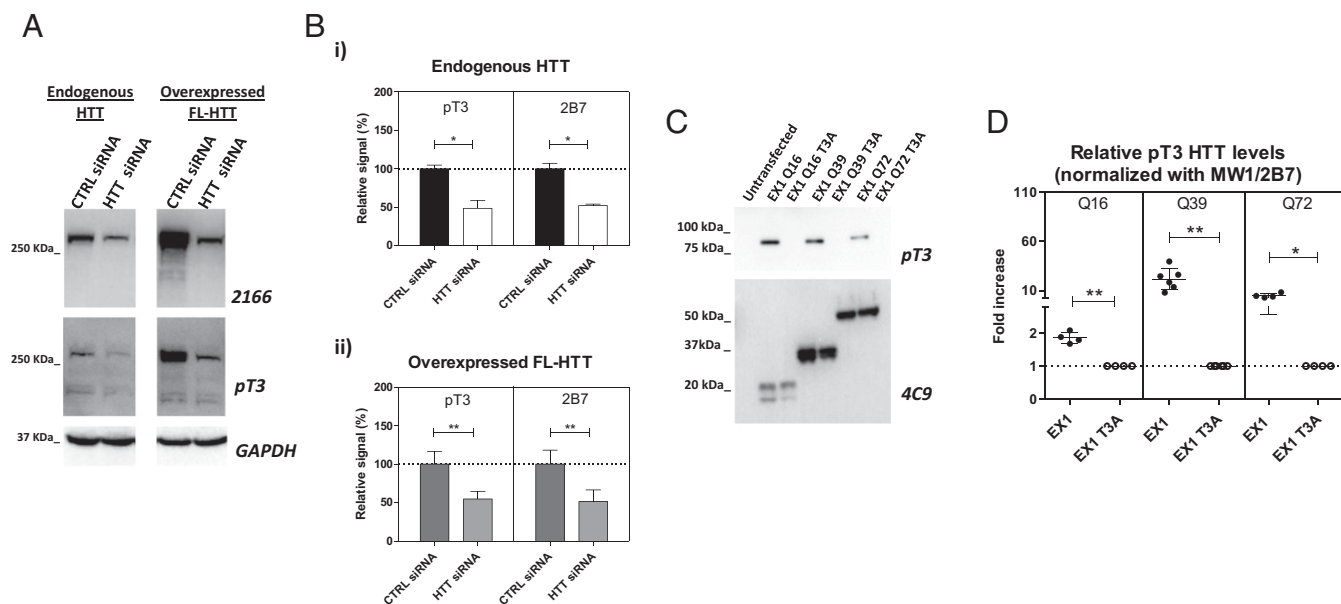 A
Endogenous
HTT
Overexpressed
FL-HTT
CTRL siRNA
HTT siRNA
CTRL siRNA
HTT siRNA
250 KDa_
2166
250 KDa_
pT3
37 KDa_
GAPDH
B
i)
Endogenous HTT
Relative signal (%)
200
150
100
50
0
pT3
2B7
*
*
CTRL siRNA
HTT siRNA
CTRL siRNA
HTT siRNA
ii)
Overexpressed FL-HTT
Relative signal (%)
200
150
100
50
0
pT3
2B7
**
**
CTRL siRNA
HTT siRNA
CTRL siRNA
HTT siRNA
C
Untransfected
EX1 Q16
EX1 Q16 T3A
EX1 Q39
EX1 Q39 T3A
EX1 Q72
EX1 Q72 T3A
100 kDa_
75 kDa_
pT3
50 kDa_
37kDa_
20 kDa_
4C9
D
Relative pT3 HTT levels
(normalized with MW1/2B7)
Fold increase
110
60
10
2
1
0
Q16
Q39
Q72
**
**
*
EX1
EX1 T3A
EX1
EX1 T3A
EX1
EX1 T3A